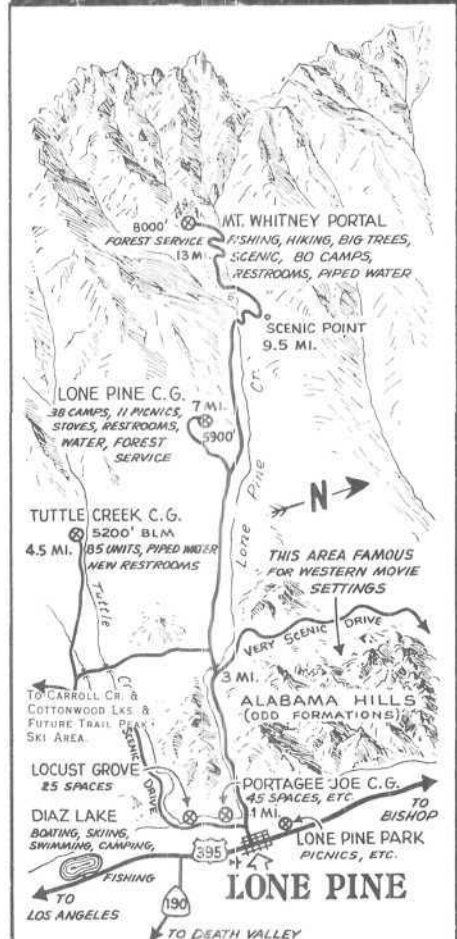 8000'
FOREST SERVICE
13 MI.
MT. WHITNEY PORTAL
FISHING, HIKING, BIG TREES,
SCENIC, 80 CAMPS,
RESTROOMS, PIPED WATER
SCENIC POINT
9.5 MI.
LONE PINE C.G.
38 CAMPS, 11 PICNICS,
STOVES, RESTROOMS,
WATER, FOREST
SERVICE
7 MI.
5900'
Lone Pine Cr.
N
TUTTLE CREEK C.G.
5200' BLM
4.5 MI.
85 UNITS, PIPED WATER
NEW RESTROOMS
Tuttle
Cr.
THIS AREA FAMOUS
FOR WESTERN MOVIE
SETTINGS
VERY SCENIC DRIVE
3 MI.
ALABAMA HILLS
(ODD FORMATIONS)
TO CARROLL CR. &
COTTONWOOD LKS. &
FUTURE TRAIL PEAK
SKI AREA.
SCENIC DRIVE
LOCUST GROVE
25 SPACES
PORTAGEE JOE C.G.
45 SPACES, ETC.
1 MI.
TO
BISHOP
DIAZ LAKE
BOATING, SKIING,
SWIMMING, CAMPING,
FISHING
395
LONE PINE PARK
PICNICS, ETC.
LONE PINE
190
TO
LOS ANGELES
TO DEATH VALLEY